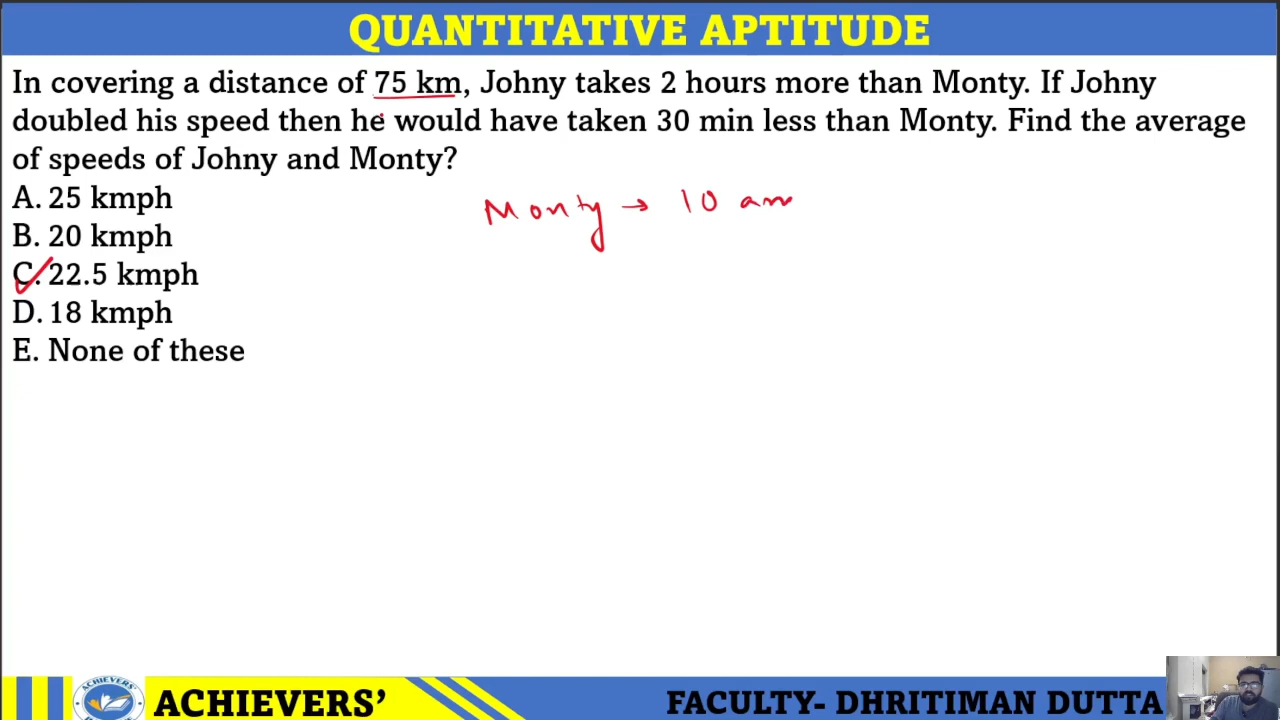 QUANTITATIVE APTITUDE
In covering a distance of 75 km, Johny takes 2 hours more than Monty. If Johny
doubled his speed then he would have taken 30 min less than Monty. Find the average
of speeds of Johny and Monty?
A. 25 kmph
Monty → 10 am
B. 20 kmph
C. 22.5 kmph
D. 18 kmph
E. None of these
ACHIEVERS
ACHIEVERS’
FACULTY- DHRITIMAN DUTTA